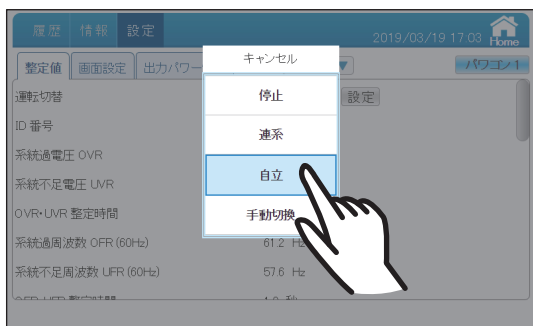 履歴 情報 設定
2019/03/19 17:03 Home
整定値 画面設定 出力パワー ▼ パワコン 1
キャンセル
停止
連系
自立
手動切換
運転切替 設定
ID 番号
系統過電圧 OVR
系統不足電圧 UVR
OVR・UVR 整定時間
系統過周波数 OFR (60Hz) 61.2 Hz
系統不足周波数 UFR (60Hz) 57.6 Hz